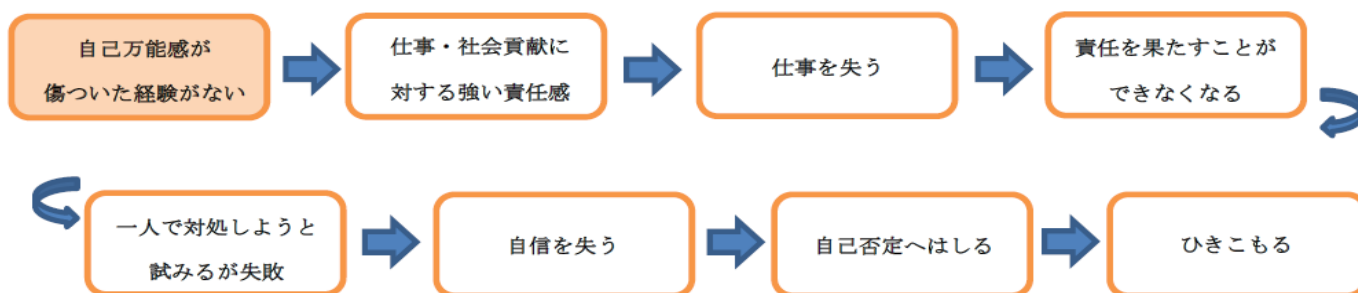 自己万能感が
傷ついた経験がない
仕事・社会貢献に
対する強い責任感
仕事を失う
責任を果たすことが
できなくなる
一人で対処しようと
試みるが失敗
自信を失う
自己否定へはしる
ひきこもる